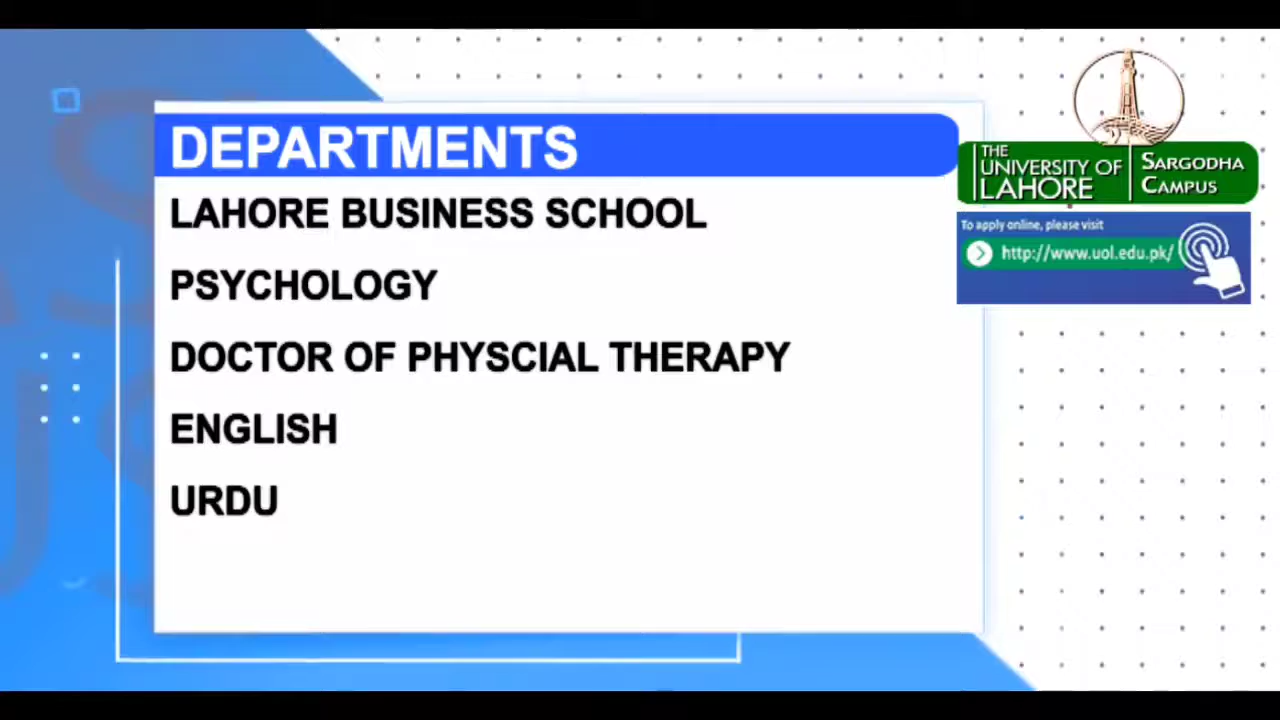 DEPARTMENTS
LAHORE BUSINESS SCHOOL
PSYCHOLOGY
DOCTOR OF PHYSCIAL THERAPY
ENGLISH
URDU
THE
UNIVERSITY OF
LAHORE
SARGODHA
CAMPUS
To apply online, please visit
http://www.uol.edu.pk/